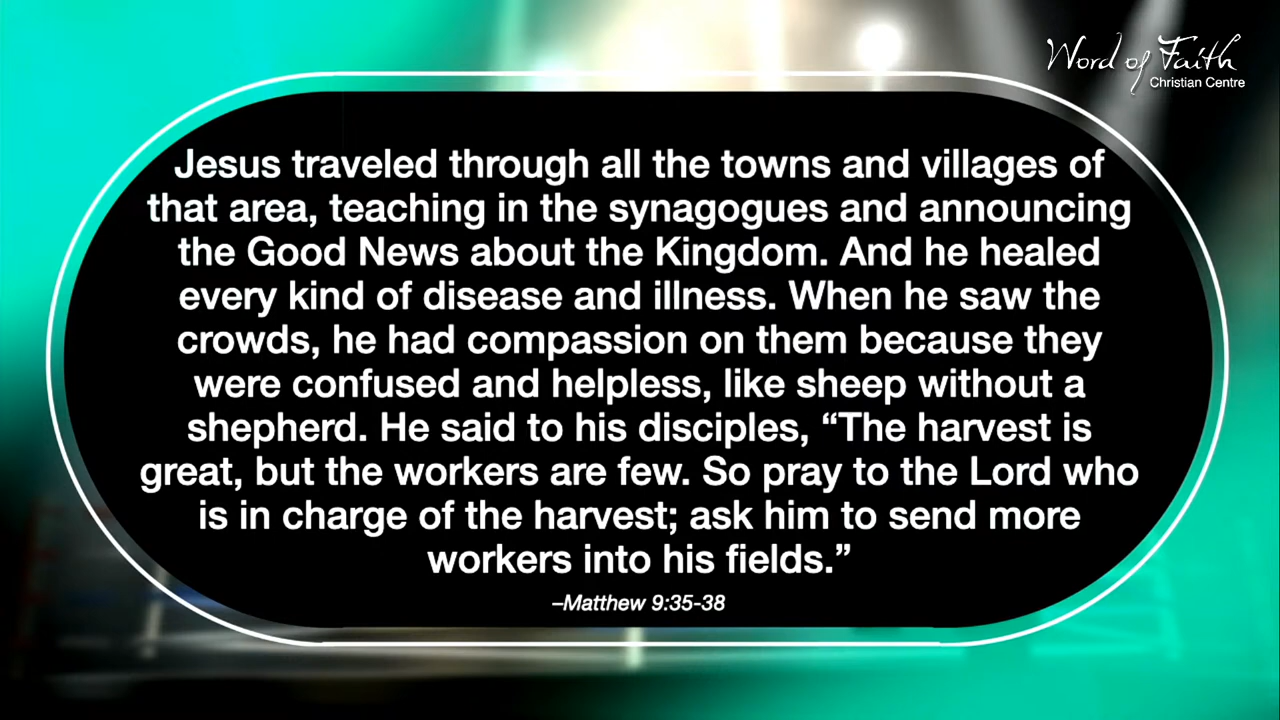 Word of Faith
Christian Centre
Jesus traveled through all the towns and villages of
that area, teaching in the synagogues and announcing
the Good News about the Kingdom. And he healed
every kind of disease and illness. When he saw the
crowds, he had compassion on them because they
were confused and helpless, like sheep without a
shepherd. He said to his disciples, “The harvest is
great, but the workers are few. So pray to the Lord who
is in charge of the harvest; ask him to send more
workers into his fields.”
–Matthew 9:35-38